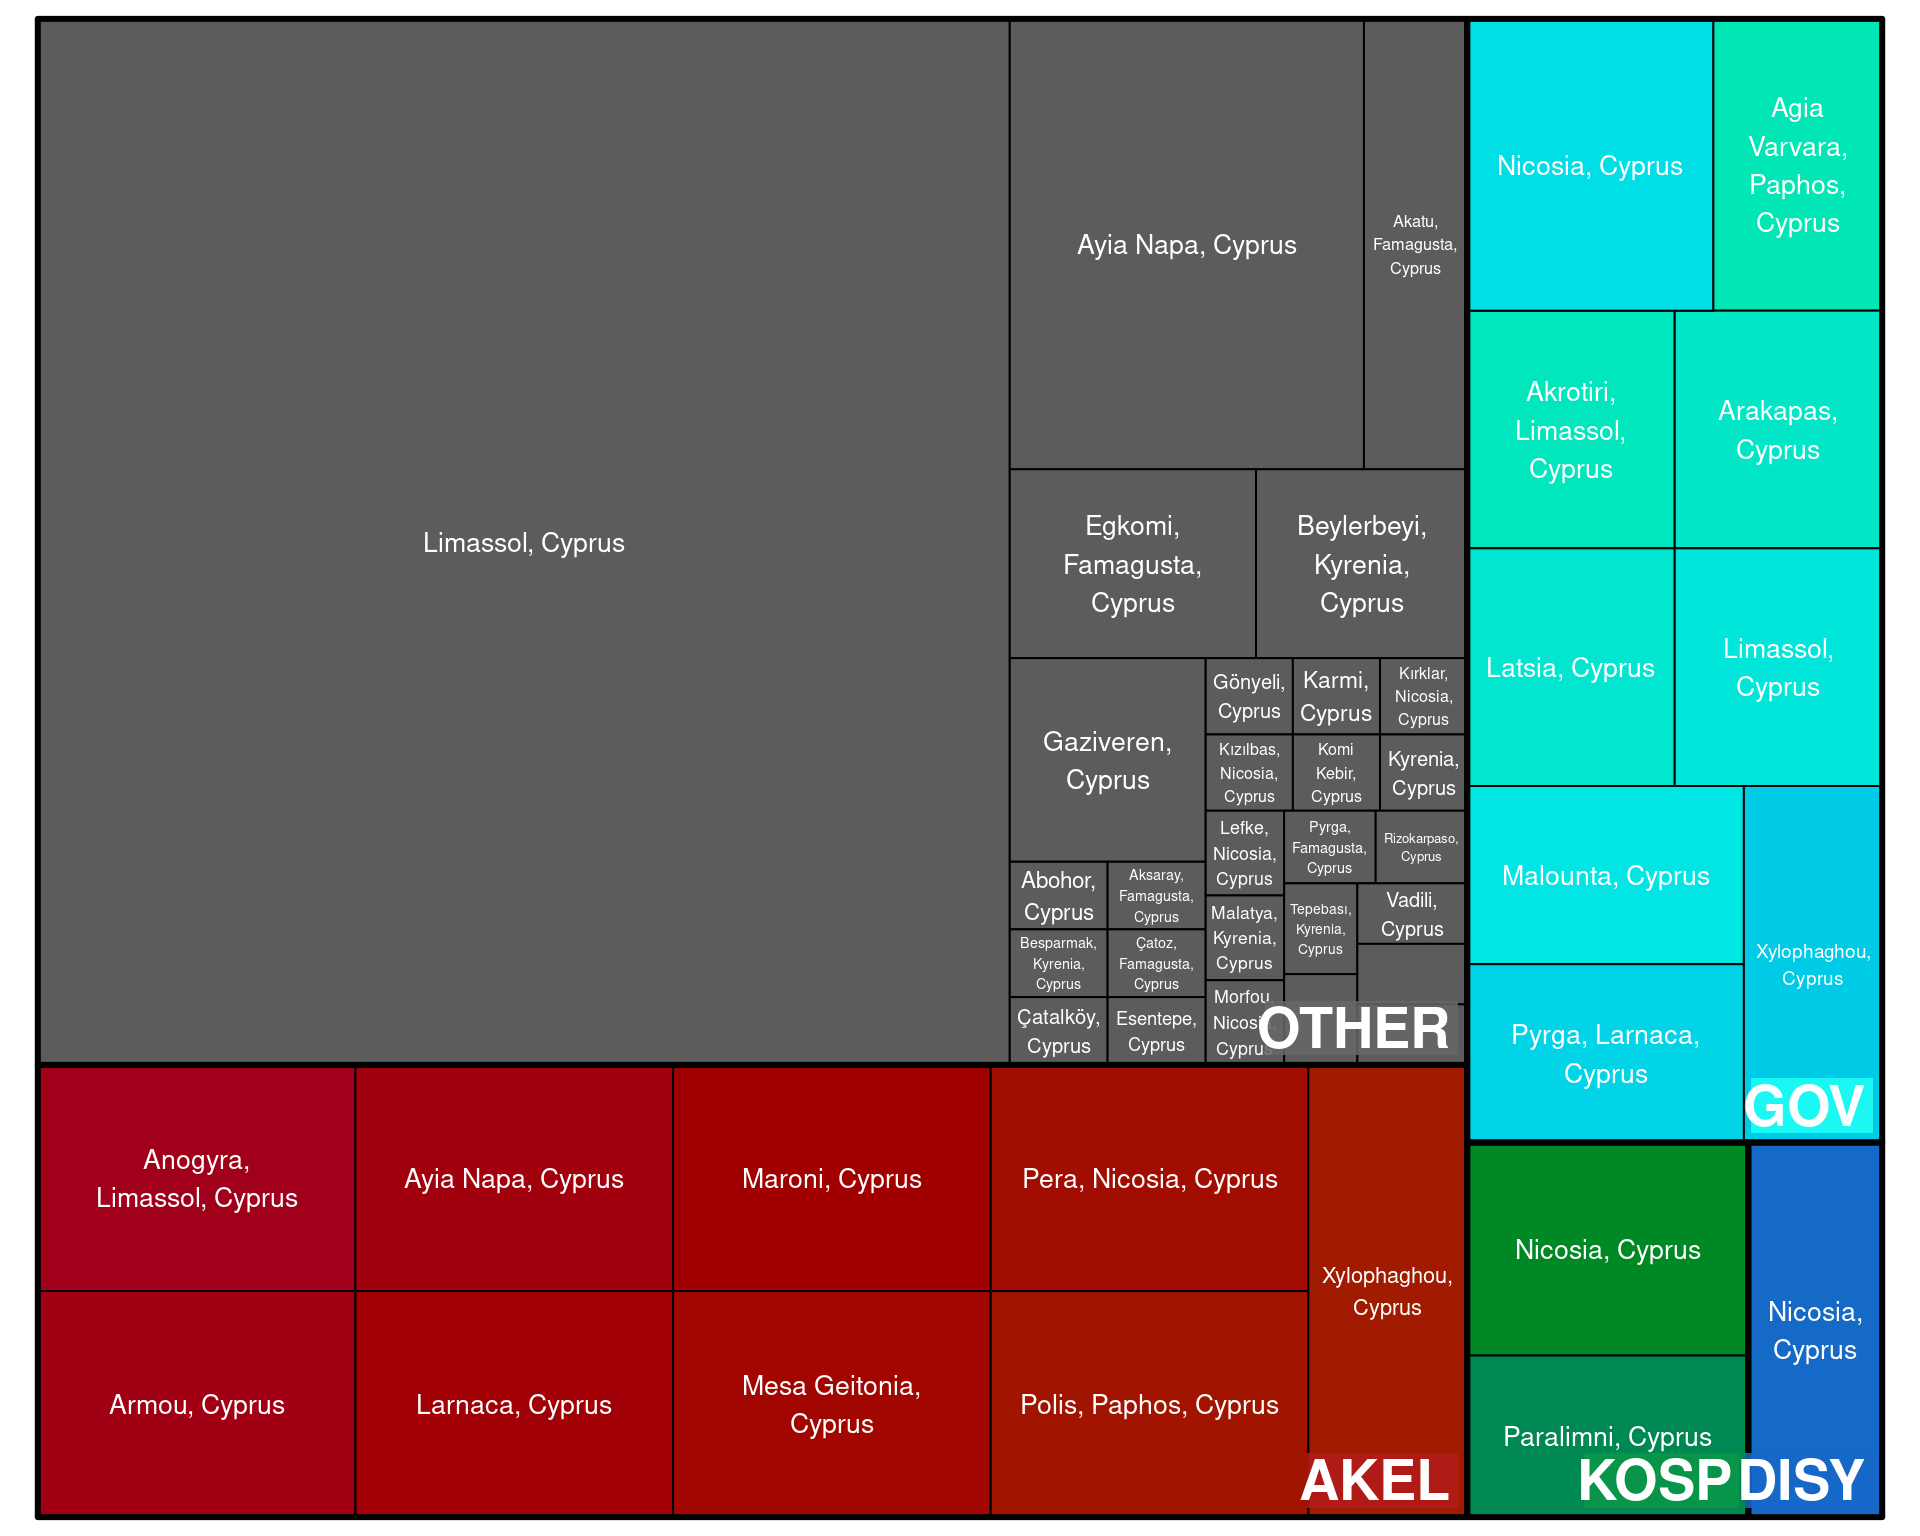 Limassol, Cyprus
Ayia Napa, Cyprus
Akatu,
Famagusta,
Cyprus
Egkomi,
Famagusta,
Cyprus
Beylerbeyi,
Kyrenia,
Cyprus
Gaziveren,
Cyprus
Gönyeli,
Cyprus
Karmi,
Cyprus
Kırklar,
Nicosia,
Cyprus
Kızılbas,
Nicosia,
Cyprus
Komi
Kebir,
Cyprus
Kyrenia,
Cyprus
Lefke,
Nicosia,
Cyprus
Pyrga,
Famagusta,
Cyprus
Rizokarpaso,
Cyprus
Abohor,
Cyprus
Aksaray,
Famagusta,
Cyprus
Malatya,
Kyrenia,
Cyprus
Tepebası,
Kyrenia,
Cyprus
Vadili,
Cyprus
Besparmak,
Kyrenia,
Cyprus
Çatoz,
Famagusta,
Cyprus
Çatalköy,
Cyprus
Esentepe,
Cyprus
Morfou,
Nicosia,
Cyprus
OTHER
Nicosia, Cyprus
Agia
Varvara,
Paphos,
Cyprus
Akrotiri,
Limassol,
Cyprus
Arakapas,
Cyprus
Latsia, Cyprus
Limassol,
Cyprus
Malounta, Cyprus
Xylophaghou,
Cyprus
Pyrga, Larnaca,
Cyprus
GOV
Anogyra,
Limassol, Cyprus
Ayia Napa, Cyprus
Maroni, Cyprus
Pera, Nicosia, Cyprus
Xylophaghou,
Cyprus
Armou, Cyprus
Larnaca, Cyprus
Mesa Geitonia,
Cyprus
Polis, Paphos, Cyprus
AKEL
Nicosia, Cyprus
Paralimni, Cyprus
KOSP
Nicosia,
Cyprus
DISY